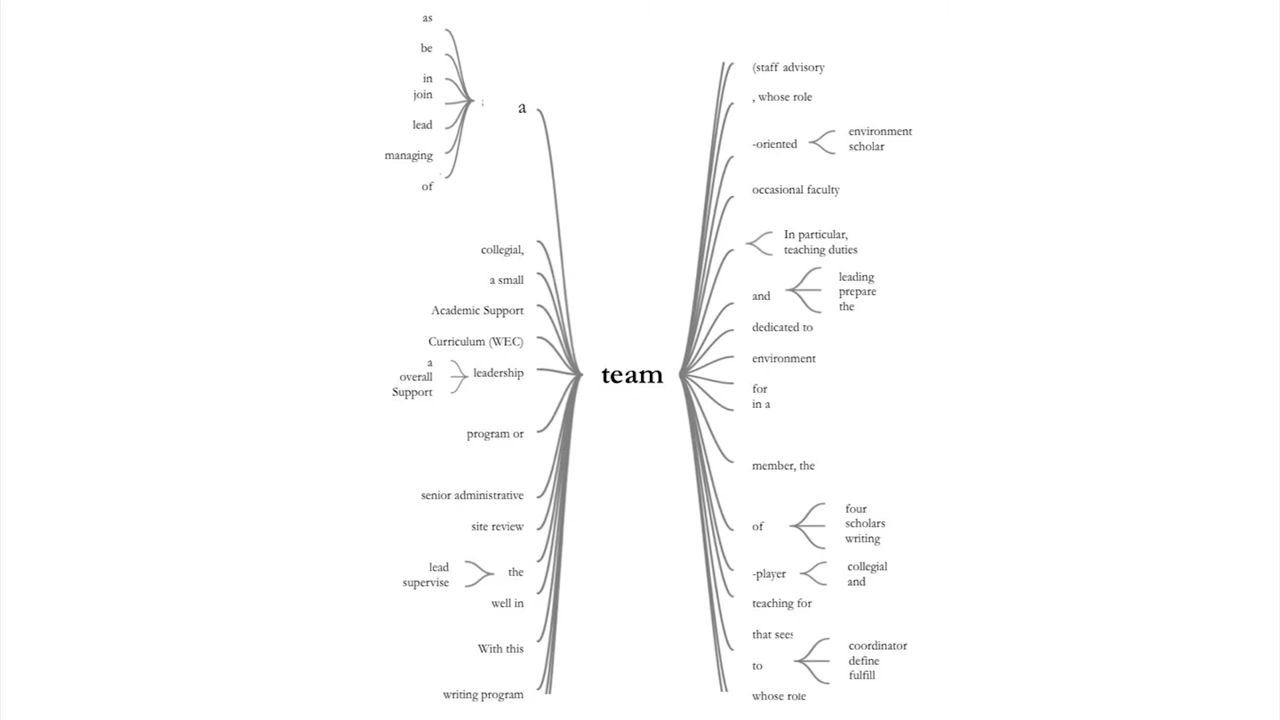 as
be
in
join
lead
managing
of
a
collegial,
a small
Academic Support
Curriculum (WEC)
a
overall
Support
leadership
program or
senior administrative
site review
lead
supervise
the
well in
With this
writing program
team
(staff advisory
, whose role
-oriented
environment
scholar
occasional faculty
In particular,
teaching duties
and
leading
prepare
the
dedicated to
environment
for
in a
member, the
of
four
scholars
writing
-player
collegial
and
teaching for
that sees
to
coordinator
define
fulfill
whose role